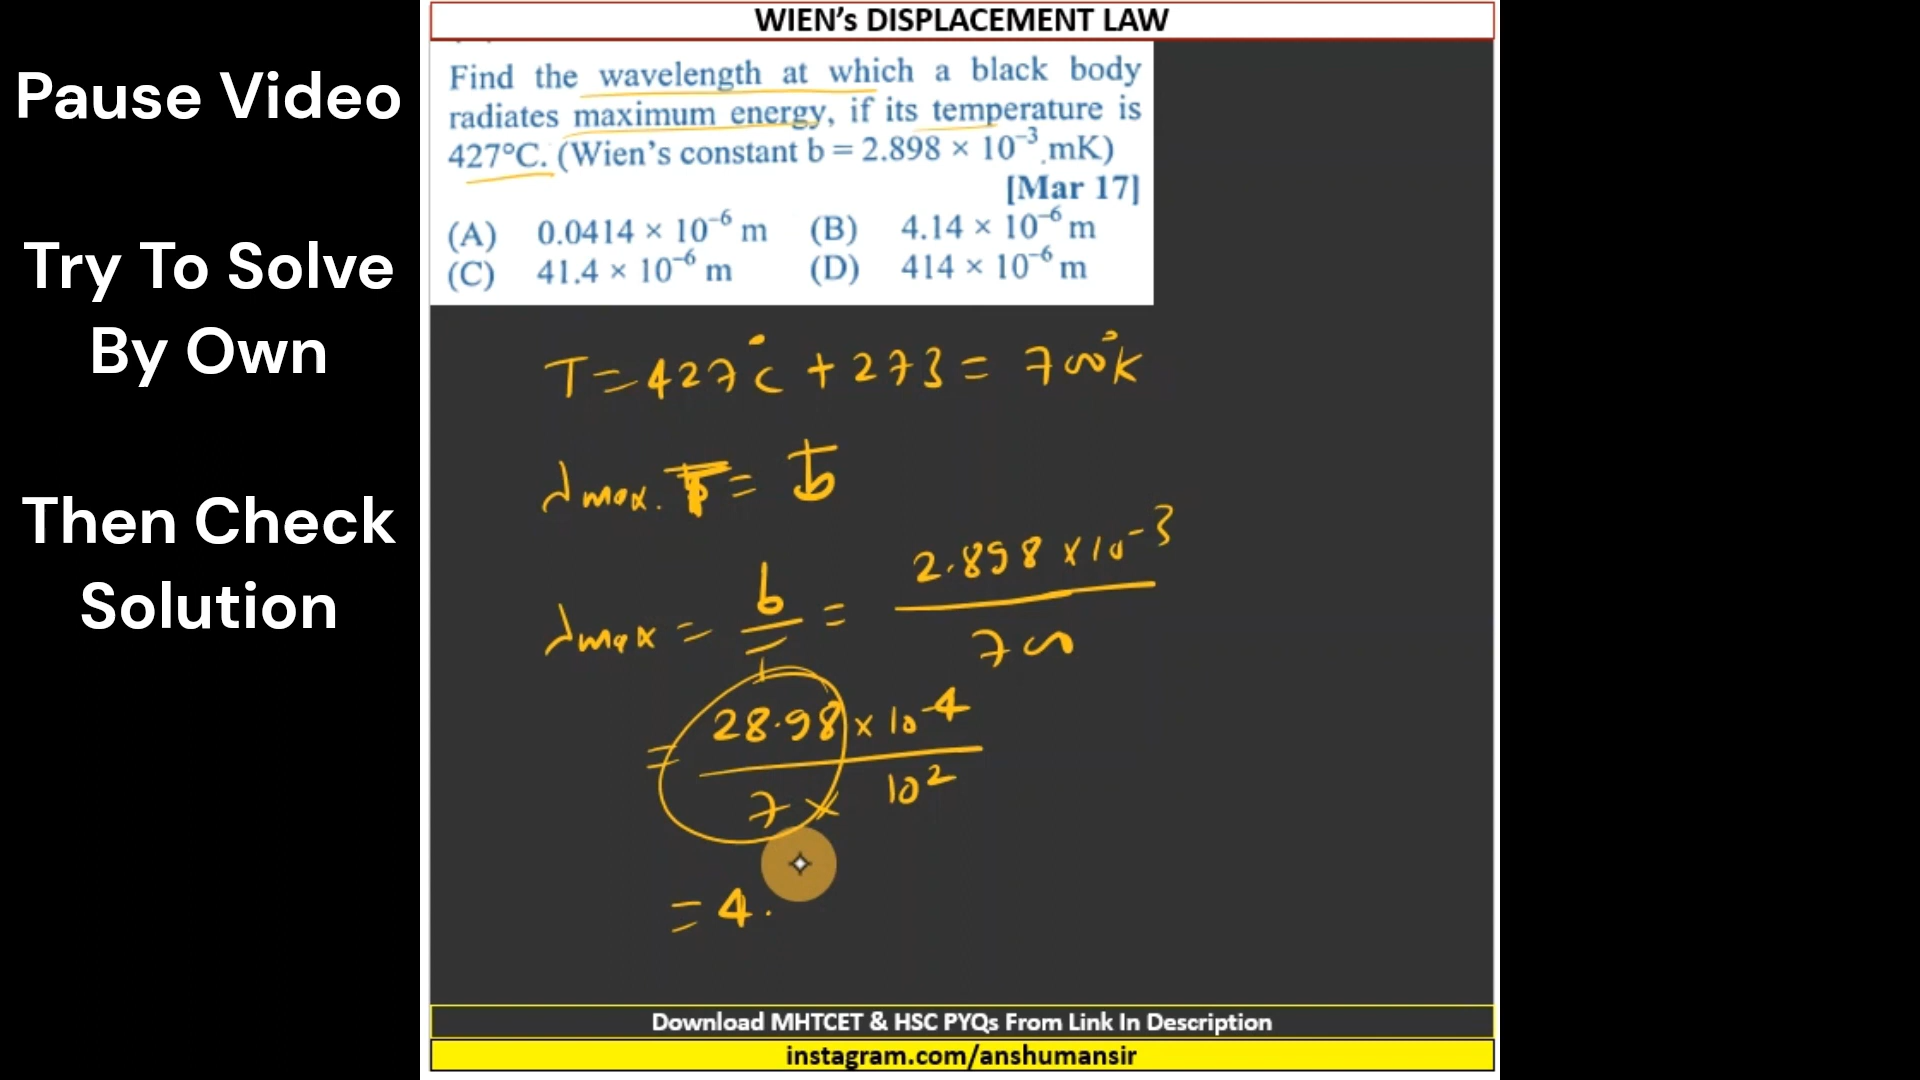 WIEN's DISPLACEMENT LAW
Pause Video
Try To Solve
By Own
Then Check
Solution
Find the wavelength at which a black body
radiates maximum energy, if its temperature is
427°C. (Wien's constant b = 2.898 × 10⁻³ mK)
[Mar 17]
(A) 0.0414 × 10⁻⁶ m (B) 4.14 × 10⁻⁶ m
(C) 41.4 × 10⁻⁶ m (D) 414 × 10⁻⁶ m
T = 427°C + 273 = 700°K
λmax. T = b
λmax = b/T = 2.898 × 10⁻³ / 700
= 28.98 × 10⁻⁴ / 7 × 10²
= 4.
Download MHTCET & HSC PYQs From Link In Description
instagram.com/anshumansir